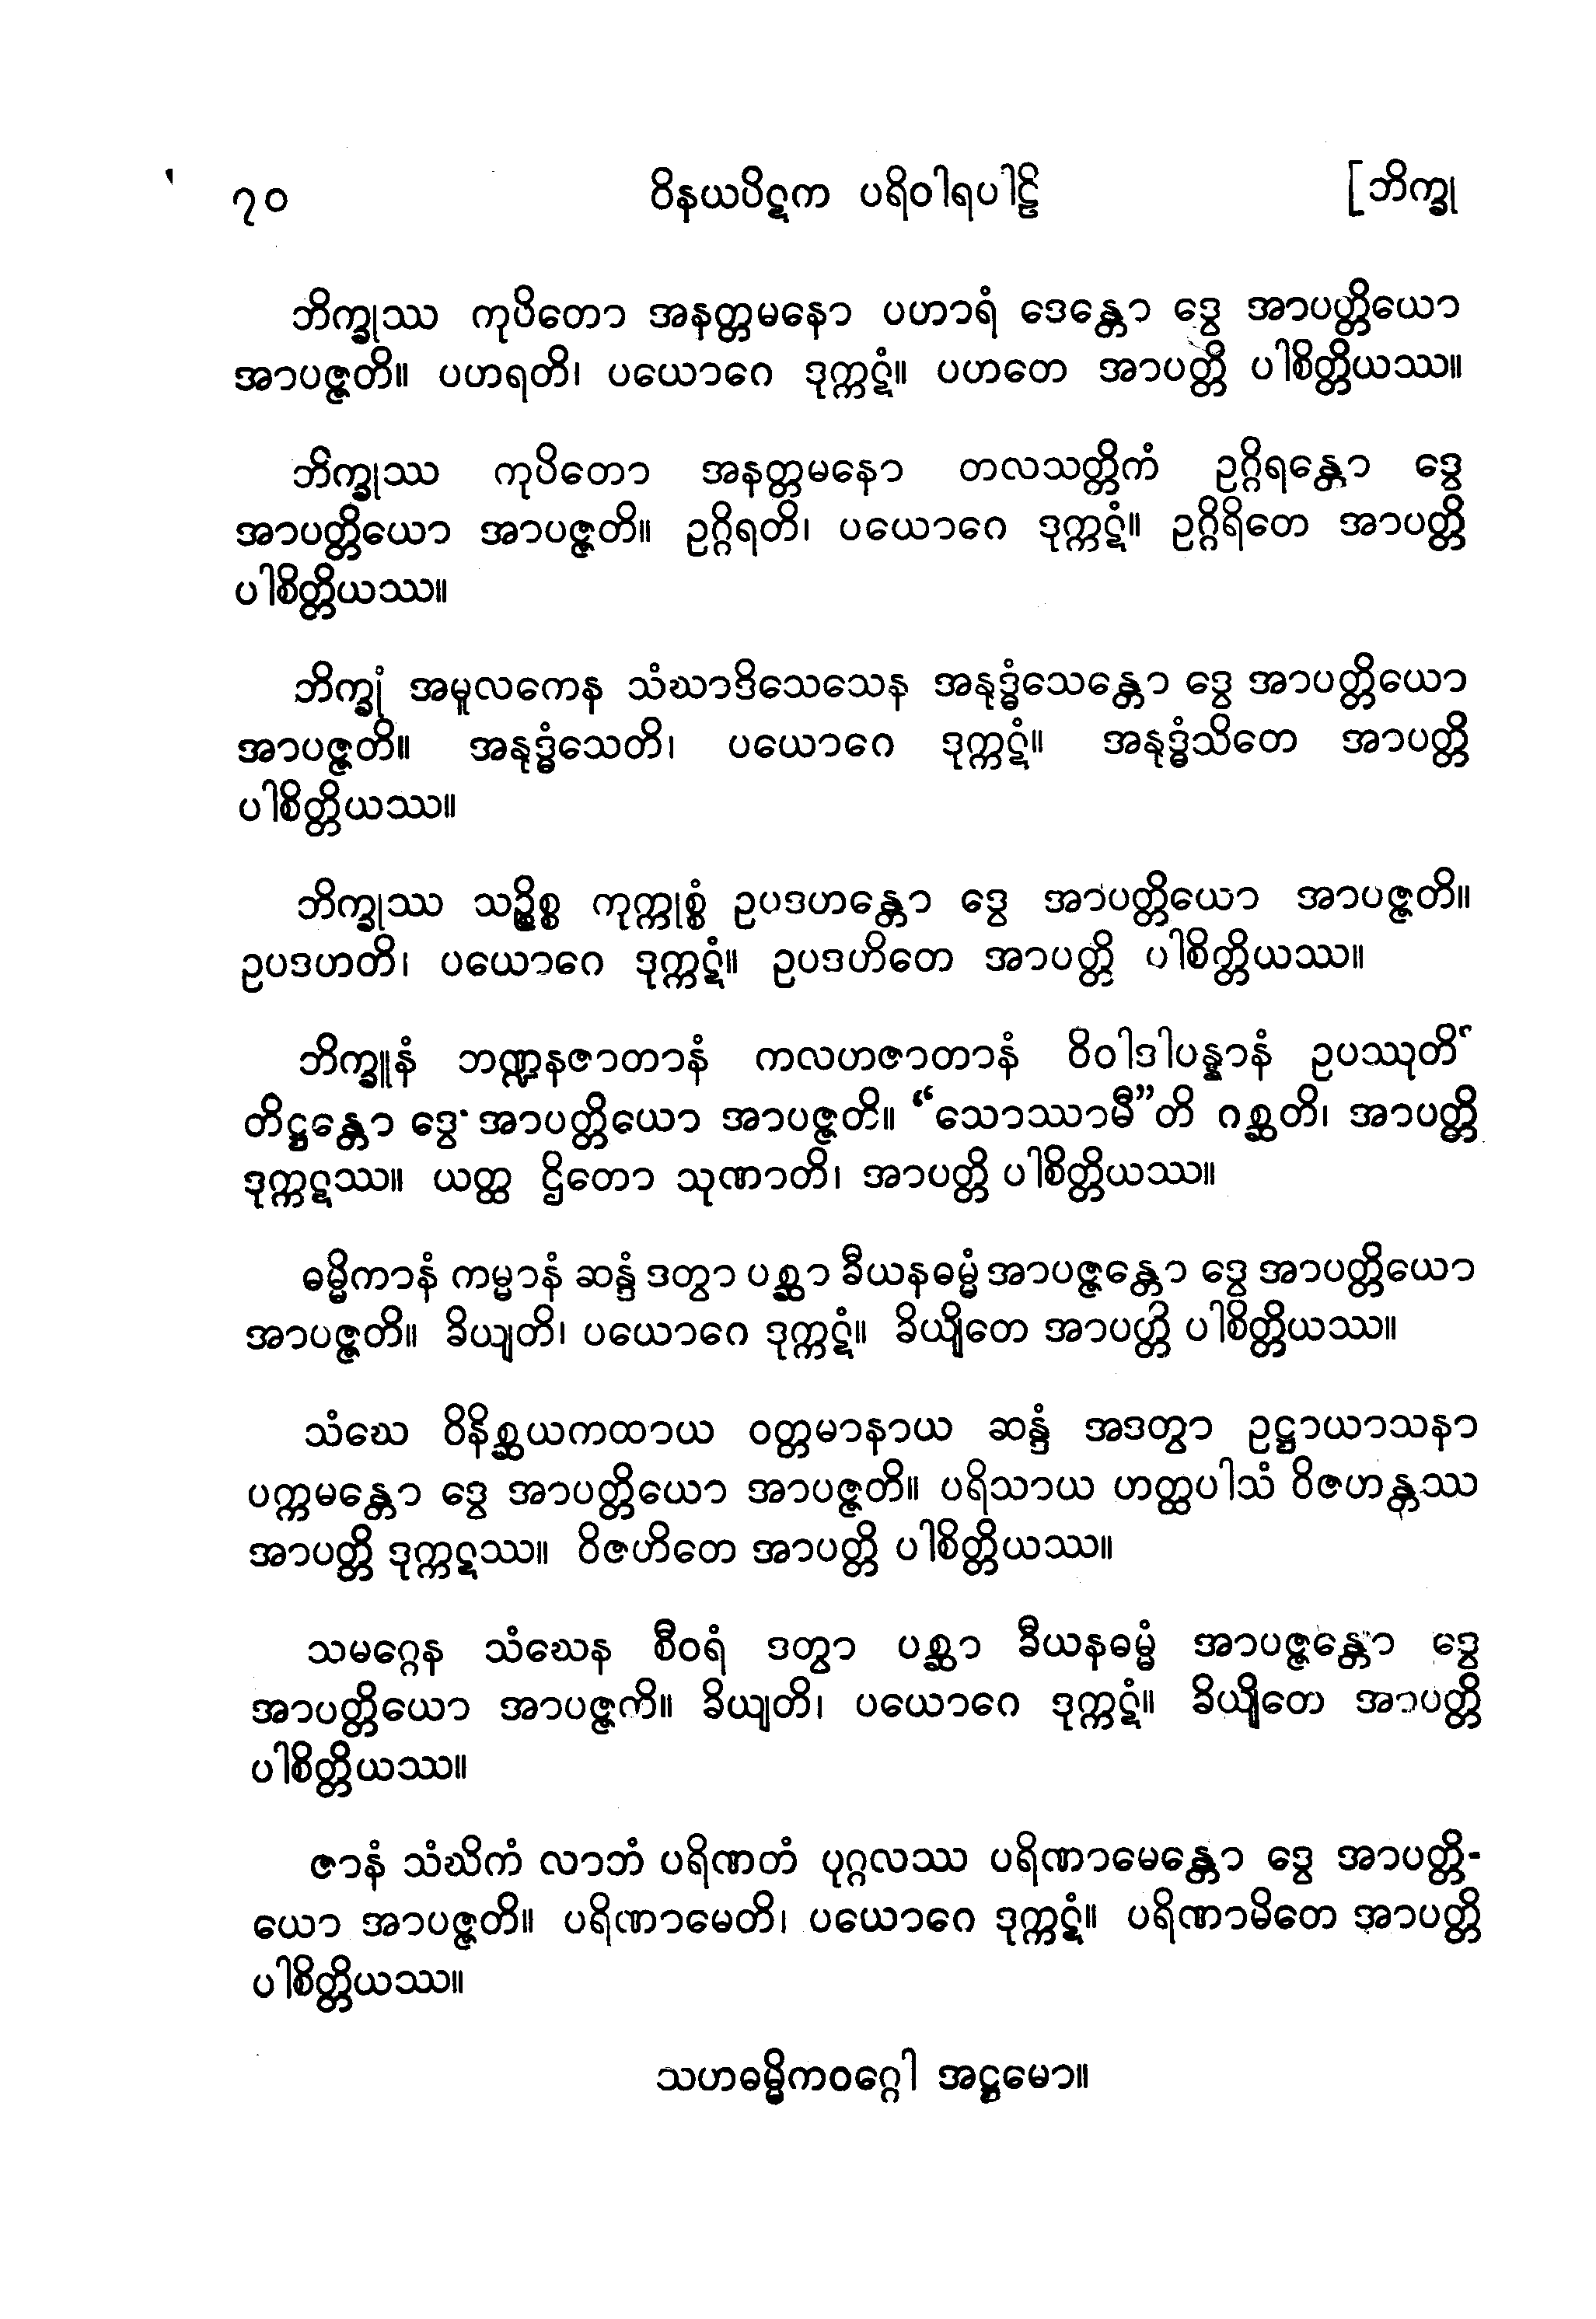 ၇၀ ဝိနယပိဋက ပရိဝါရပါဠိ [ဘိက္ခု
ဘိက္ခုဿ ကုပိတော အနတ္တမနော ပဟာရံ ဒေန္တော ဒွေ အာပတ္တိယော
အာပဇ္ဇတိ။ ပဟရတိ၊ ပယောဂေ ဒုက္ကဋံ။ ပဟတေ အာပတ္တိ ပါစိတ္တိယဿ။
ဘိက္ခုဿ ကုပိတော အနတ္တမနော တလသတ္တိကံ ဥဂ္ဂိရန္တော ဒွေ
အာပတ္တိယော အာပဇ္ဇတိ။ ဥဂ္ဂိရတိ၊ ပယောဂေ ဒုက္ကဋံ။ ဥဂ္ဂိရိတေ အာပတ္တိ
ပါစိတ္တိယဿ။
ဘိက္ခုံ အမူလကေန သံဃာဒိသေသေန အနုဒ္ဓံသေန္တော ဒွေ အာပတ္တိယော
အာပဇ္ဇတိ။ အနုဒ္ဓံသေတိ၊ ပယောဂေ ဒုက္ကဋံ။ အနုဒ္ဓံသိတေ အာပတ္တိ
ပါစိတ္တိယဿ။
ဘိက္ခုဿ သဉ္စိစ္စ ကုက္ကုစ္စံ ဥပဒဟန္တော ဒွေ အာပတ္တိယော အာပဇ္ဇတိ။
ဥပဒဟတိ၊ ပယောဂေ ဒုက္ကဋံ။ ဥပဒဟိတေ အာပတ္တိ ပါစိတ္တိယဿ။
ဘိက္ခူနံ ဘဏ္ဍနဇာတာနံ ကလဟဇာတာနံ ဝိဝါဒါပန္နာနံ ဥပဿုတိံ
တိဋ္ဌန္တော ဒွေ အာပတ္တိယော အာပဇ္ဇတိ။ “သောဿာမီ”တိ ဂစ္ဆတိ၊ အာပတ္တိ
ဒုက္ကဋဿ။ ယတ္ထ ဌိတော သုဏာတိ၊ အာပတ္တိ ပါစိတ္တိယဿ။
ဓမ္မိကာနံ ကမ္မာနံ ဆန္ဒံ ဒတွာ ပစ္ဆာ ခီယနဓမ္မံ အာပဇ္ဇန္တော ဒွေ အာပတ္တိယော
အာပဇ္ဇတိ။ ခိယျတိ၊ ပယောဂေ ဒုက္ကဋံ။ ခိယျိတေ အာပတ္တိ ပါစိတ္တိယဿ။
သံဃေ ဝိနိစ္ဆယကထာယ ဝတ္တမာနာယ ဆန္ဒံ အဒတွာ ဥဋ္ဌာယာသနာ
ပက္ကမန္တော ဒွေ အာပတ္တိယော အာပဇ္ဇတိ။ ပရိသာယ ဟတ္ထပါသံ ဝိဇဟန္တဿ
အာပတ္တိ ဒုက္ကဋဿ။ ဝိဇဟိတေ အာပတ္တိ ပါစိတ္တိယဿ။
သမဂ္ဂေန သံဃေန စီဝရံ ဒတွာ ပစ္ဆာ ခီယနဓမ္မံ အာပဇ္ဇန္တော ဒွေ
အာပတ္တိယော အာပဇ္ဇတိ။ ခိယျတိ၊ ပယောဂေ ဒုက္ကဋံ။ ခိယျိတေ အာပတ္တိ
ပါစိတ္တိယဿ။
ဇာနံ သံဃိကံ လာဘံ ပရိဏတံ ပုဂ္ဂလဿ ပရိဏာမေန္တော ဒွေ အာပတ္တိ-
ယော အာပဇ္ဇတိ။ ပရိဏာမေတိ၊ ပယောဂေ ဒုက္ကဋံ။ ပရိဏာမိတေ အာပတ္တိ
ပါစိတ္တိယဿ။
သဟဓမ္မိကဝဂ္ဂေါ အဋ္ဌမော။